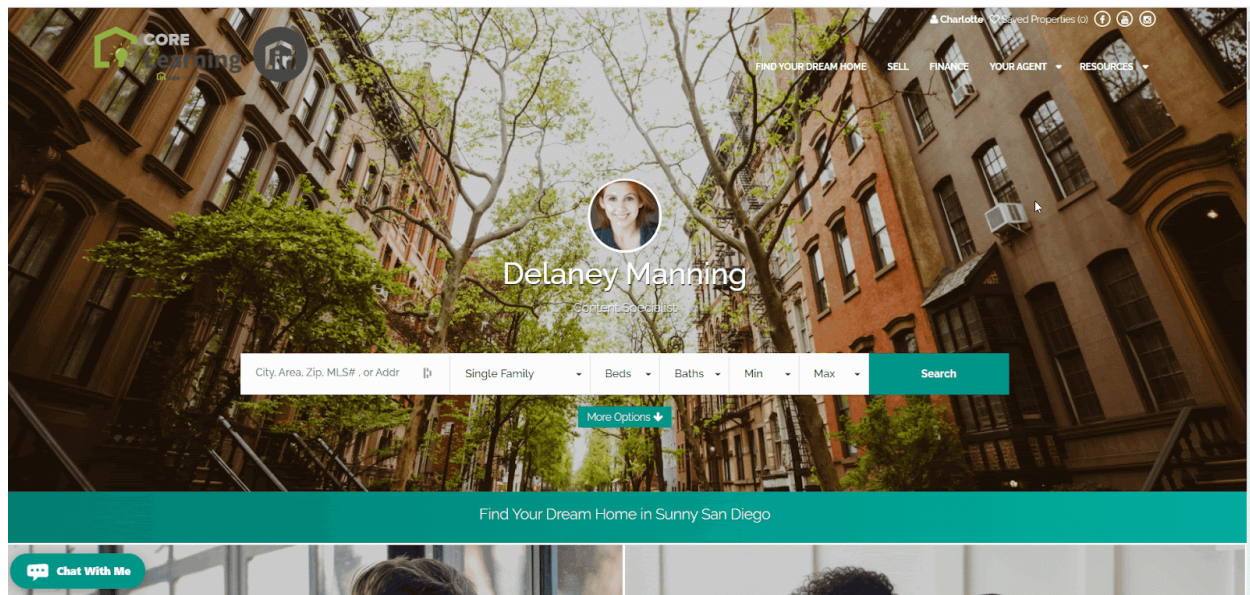 Charlotte Saved Properties (0)
CORE
Learning
FIND YOUR DREAM HOME SELL FINANCE YOUR AGENT RESOURCES
Delaney Manning
Content Specialist
City, Area, Zip, MLS# , or Addr Single Family Beds Baths Min Max Search
More Options
Find Your Dream Home in Sunny San Diego
Chat With Me